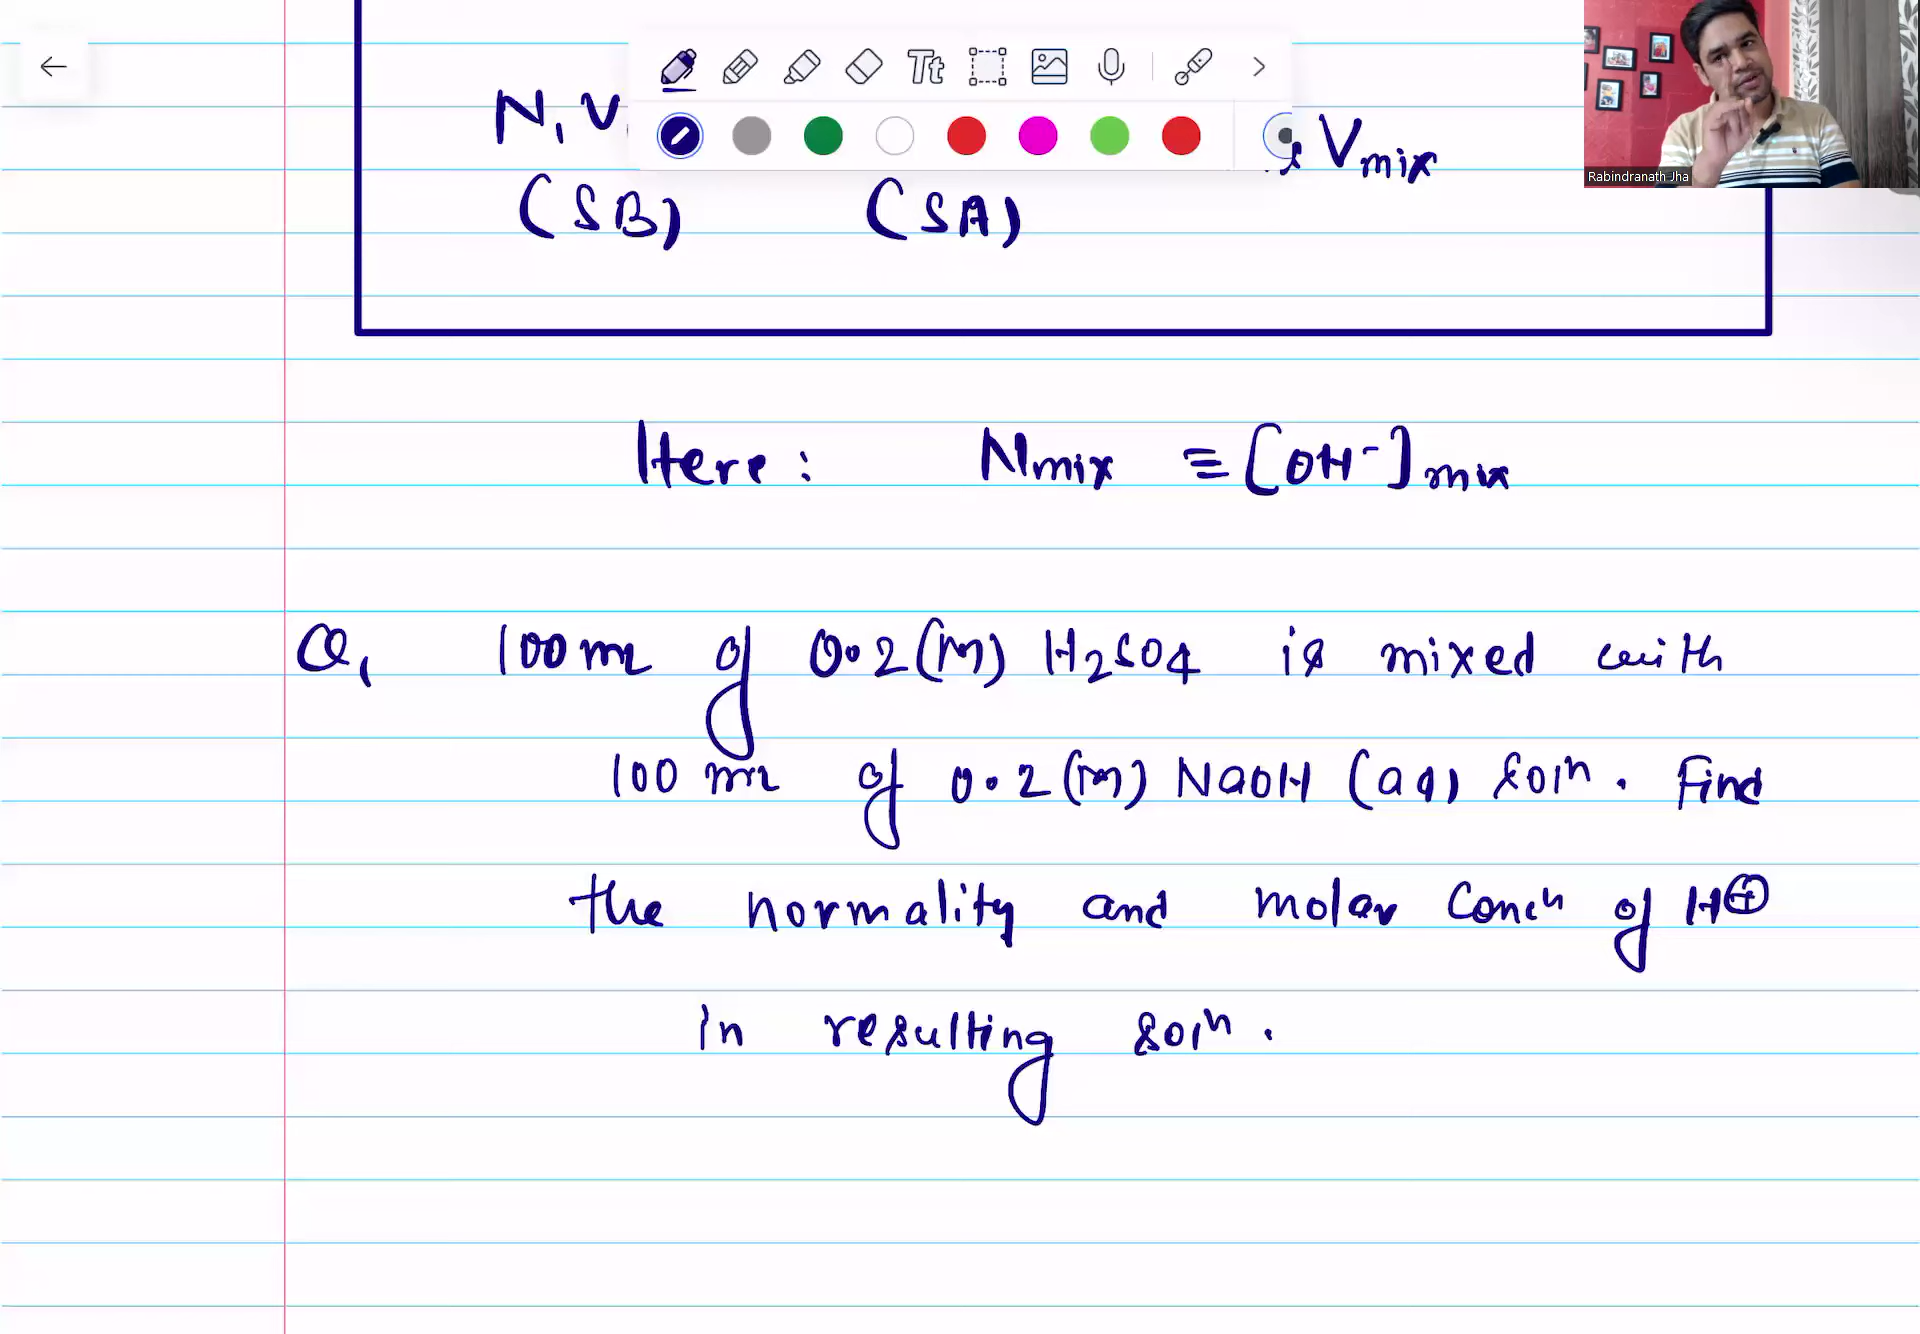 Tt
N₁V₁
Vmix
Rabindranath Jha
(SB) (SA)
Here : Nmix ≡ [OH⁻]mix
Q₁ 100 mL of 0.2(M) H₂SO₄ is mixed with
100 mL of 0.2(M) NaOH (aq) solⁿ. Find
the normality and molar Concⁿ of H⊕
in resulting solⁿ.